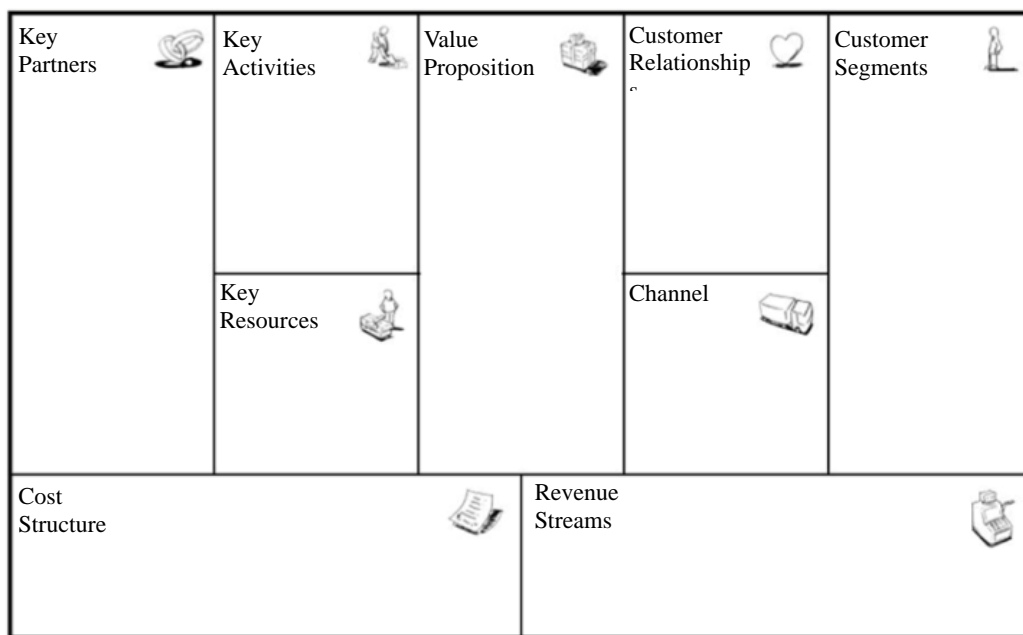 Key
Partners
Key
Activities
Value
Proposition
Customer
Relationship
s
Customer
Segments
Key
Resources
Channel
Cost
Structure
Revenue
Streams